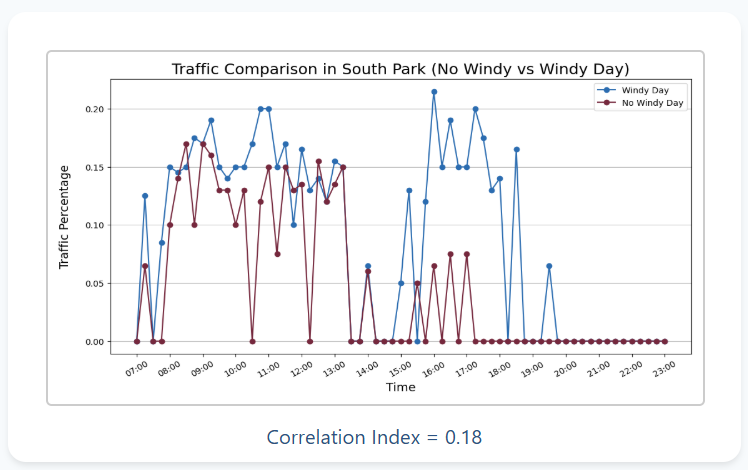 Traffic Comparison in South Park (No Windy vs Windy Day)
Windy Day
No Windy Day
Traffic Percentage
0.20
0.15
0.10
0.05
0.00
07:00 08:00 09:00 10:00 11:00 12:00 13:00 14:00 15:00 16:00 17:00 18:00 19:00 20:00 21:00 22:00 23:00
Time
Correlation Index = 0.18